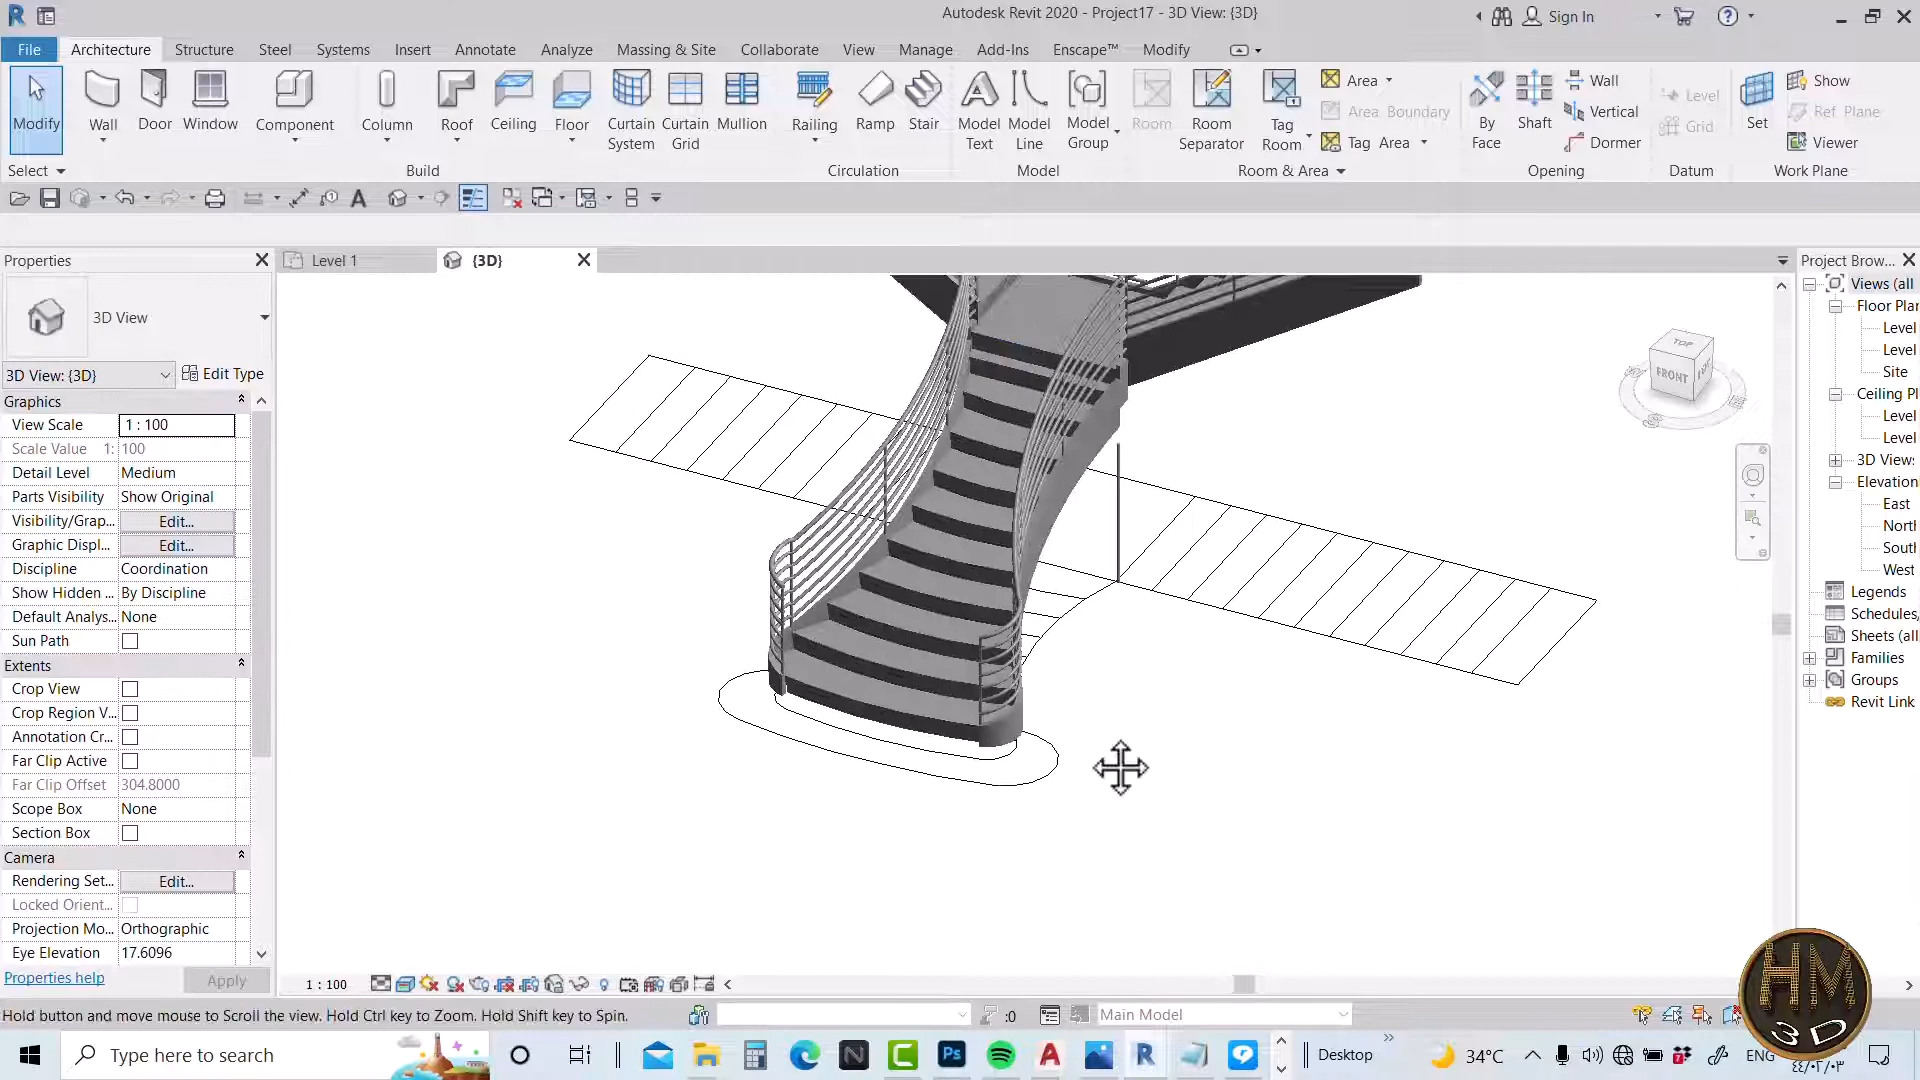 Autodesk Revit 2020 - Project17 - 3D View: {3D}
Sign In
File Architecture Structure Steel Systems Insert Annotate Analyze Massing & Site Collaborate View Manage Add-Ins Enscape™ Modify
Modify Wall Door Window Component Column Roof Ceiling Floor Curtain System Curtain Grid Mullion Railing Ramp Stair Model Text Model Line Model Group Room Room Separator Tag Room
Area
Area Boundary
Tag Area
By Face Shaft
Wall
Vertical
Dormer
Level
Grid
Set
Show
Ref Plane
Viewer
Select Build Circulation Model Room & Area Opening Datum Work Plane
Properties
Level 1 {3D}
Project Brow...
3D View
3D View: {3D} Edit Type
Graphics
View Scale 1 : 100
Scale Value 1: 100
Detail Level Medium
Parts Visibility Show Original
Visibility/Grap... Edit...
Graphic Displ... Edit...
Discipline Coordination
Show Hidden ... By Discipline
Default Analys... None
Sun Path
Extents
Crop View
Crop Region V...
Annotation Cr...
Far Clip Active
Far Clip Offset 304.8000
Scope Box None
Section Box
Camera
Rendering Set... Edit...
Locked Orient...
Projection Mo... Orthographic
Eye Elevation 17.6096
Properties help Apply
TOP
FRONT
Views (all
Floor Plan
Level
Level
Site
Ceiling Pl
Level
Level
3D Views
Elevation
East
North
South
West
Legends
Schedules/
Sheets (all
Families
Groups
Revit Link
1 : 100
Hold button and move mouse to Scroll the view. Hold Ctrl key to Zoom. Hold Shift key to Spin.
:0
Main Model
HM
3D
Type here to search
Desktop
34°C
ENG